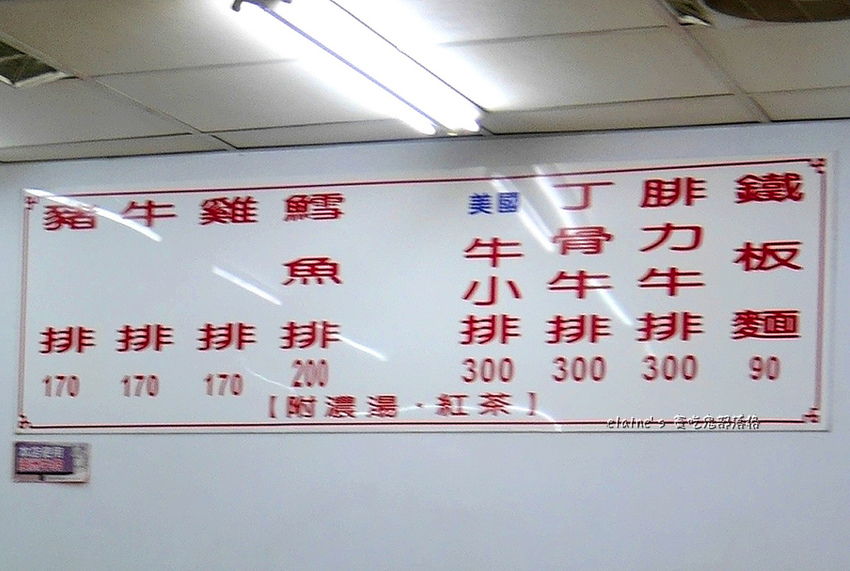 鐵板麵 90
腓力牛排 300
丁骨牛排 300
美國牛小排 300
鱈魚排 200
雞排 170
牛排 170
豬排 170
【附濃湯．紅茶】
elaine's